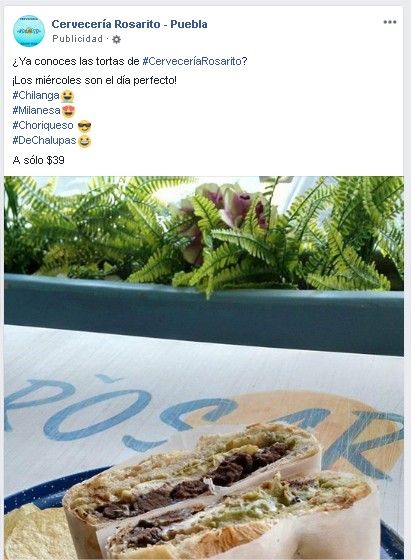 Cervecería Rosarito - Puebla
Publicidad ·
¿Ya conoces las tortas de #CerveceríaRosarito?
¡Los miércoles son el día perfecto!
#Chilanga😂
#Milanesa😍
#Choriqueso 😎
#DeChalupas😄
A sólo $39
RÒSAR